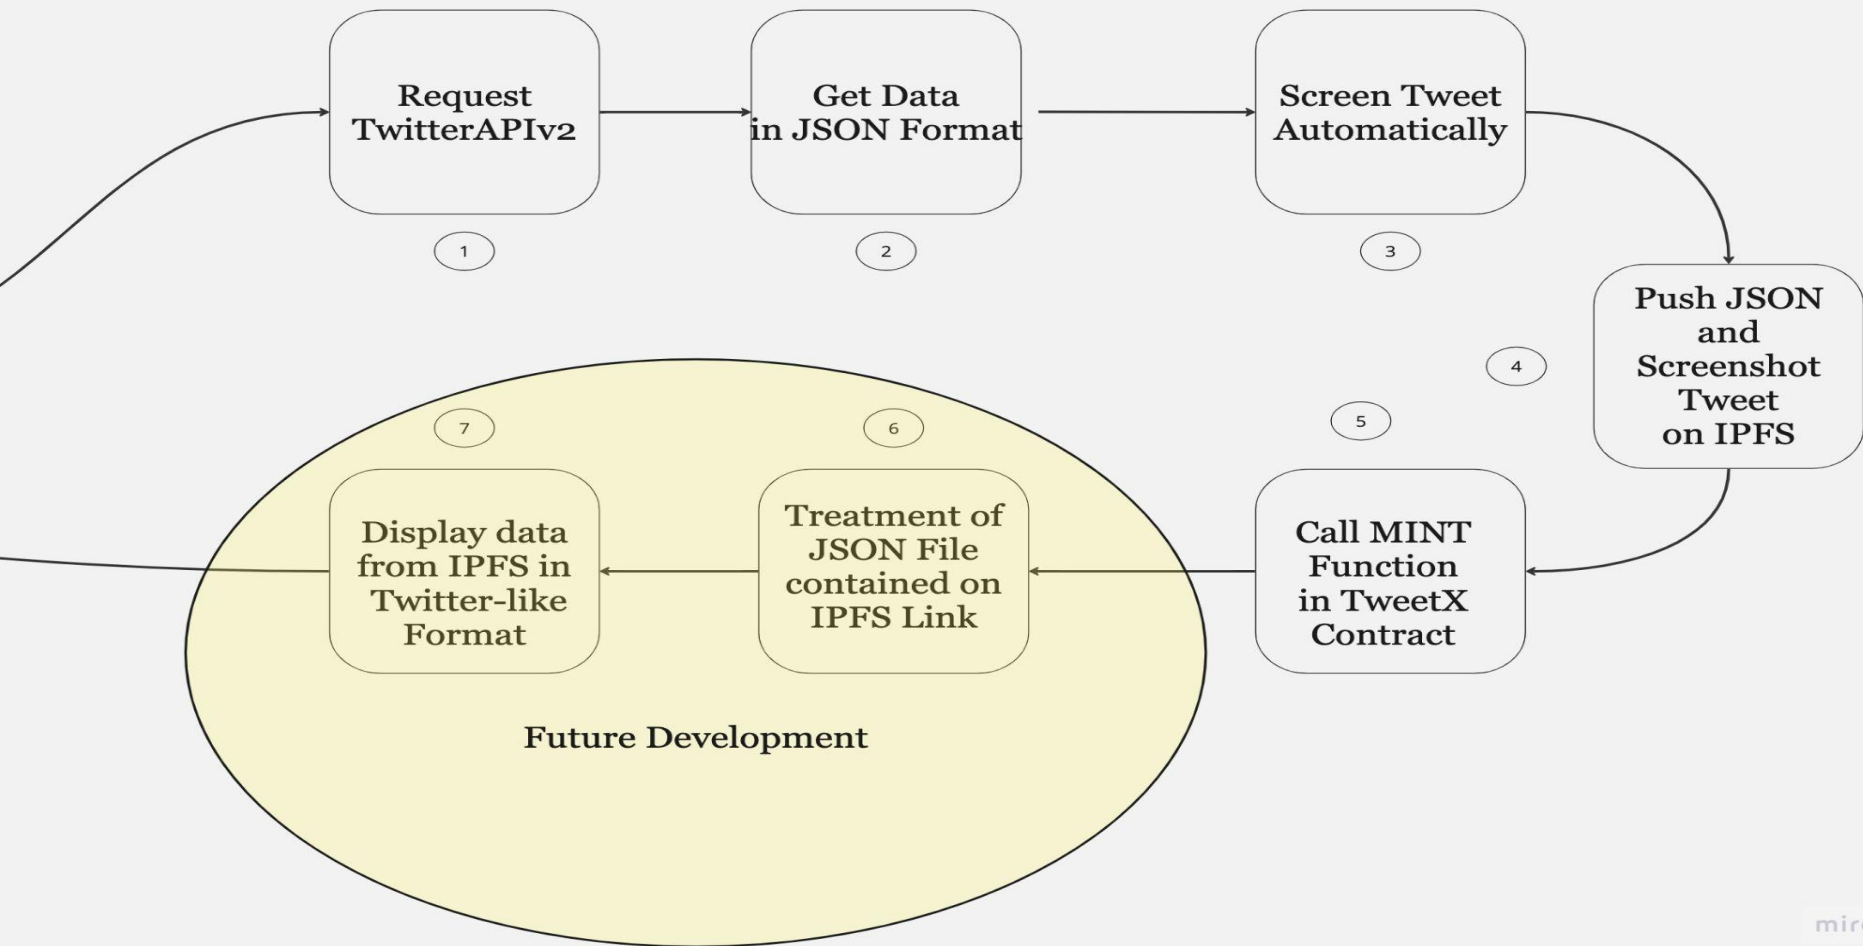 Request
TwitterAPIv2
Get Data
in JSON Format
Screen Tweet
Automatically
1
2
3
Push JSON
and
Screenshot
Tweet
on IPFS
4
5
7
6
Display data
from IPFS in
Twitter-like
Format
Treatment of
JSON File
contained on
IPFS Link
Call MINT
Function
in TweetX
Contract
Future Development